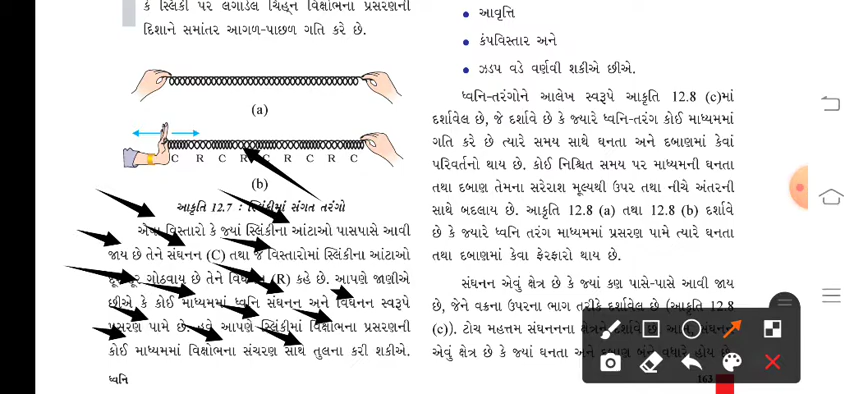 કે સ્લિંકી પર લગાડેલ ચિહ્ન વિક્ષોભના પ્રસરણની
દિશાને સમાંતર આગળ-પાછળ ગતિ કરે છે.
(a)
C R C R C R C R C
(b)
આકૃતિ 12.7 : સ્લિંકીમાં સંગત તરંગો
એવા વિસ્તારો કે જ્યાં સ્લિંકીના આંટાઓ પાસપાસે આવી
જાય છે તેને સંઘનન (C) તથા જે વિસ્તારોમાં સ્લિંકીના આંટાઓ
ગોઠવાય છે તેને વિઘનન (R) કહે છે. આપણે જાણીએ
છીએ કે કોઈ માધ્યમમાં ધ્વનિ સંઘનન અને વિઘનન સ્વરૂપે
પ્રસરણ પામે છે. હવે આપણે સ્લિંકીમાં વિક્ષોભના પ્રસરણની
કોઈ માધ્યમમાં વિક્ષોભના સંચરણ સાથે તુલના કરી શકીએ.
ધ્વનિ
• આવૃત્તિ
• કંપવિસ્તાર અને
• ઝડપ વડે વર્ણવી શકીએ છીએ.
ધ્વનિ-તરંગોને આલેખ સ્વરૂપે આકૃતિ 12.8 (c)માં
દર્શાવેલ છે, જે દર્શાવે છે કે જ્યારે ધ્વનિ-તરંગ કોઈ માધ્યમમાં
ગતિ કરે છે ત્યારે સમય સાથે ઘનતા અને દબાણમાં કેવાં
પરિવર્તનો થાય છે. કોઈ નિશ્ચિત સમય પર માધ્યમની ઘનતા
તથા દબાણ તેમના સરેરાશ મૂલ્યથી ઉપર તથા નીચે અંતરની
સાથે બદલાય છે. આકૃતિ 12.8 (a) તથા 12.8 (b) દર્શાવે
છે કે જ્યારે ધ્વનિ તરંગ માધ્યમમાં પ્રસરણ પામે ત્યારે ઘનતા
તથા દબાણમાં કેવા ફેરફારો થાય છે.
સંઘનન એવું ક્ષેત્ર છે કે જ્યાં કણ પાસે-પાસે આવી જાય
છે, જેને વક્રના ઉપરના ભાગ તરીકે દર્શાવેલ છે (આકૃતિ 12.8
(c)). ટોચ મહત્તમ સંઘનનના ક્ષેત્રને દર્શાવે છે. આમ, સંઘનન
એવું ક્ષેત્ર છે કે જ્યાં ઘનતા અને દબાણ બંને વધારે હોય છે.
163